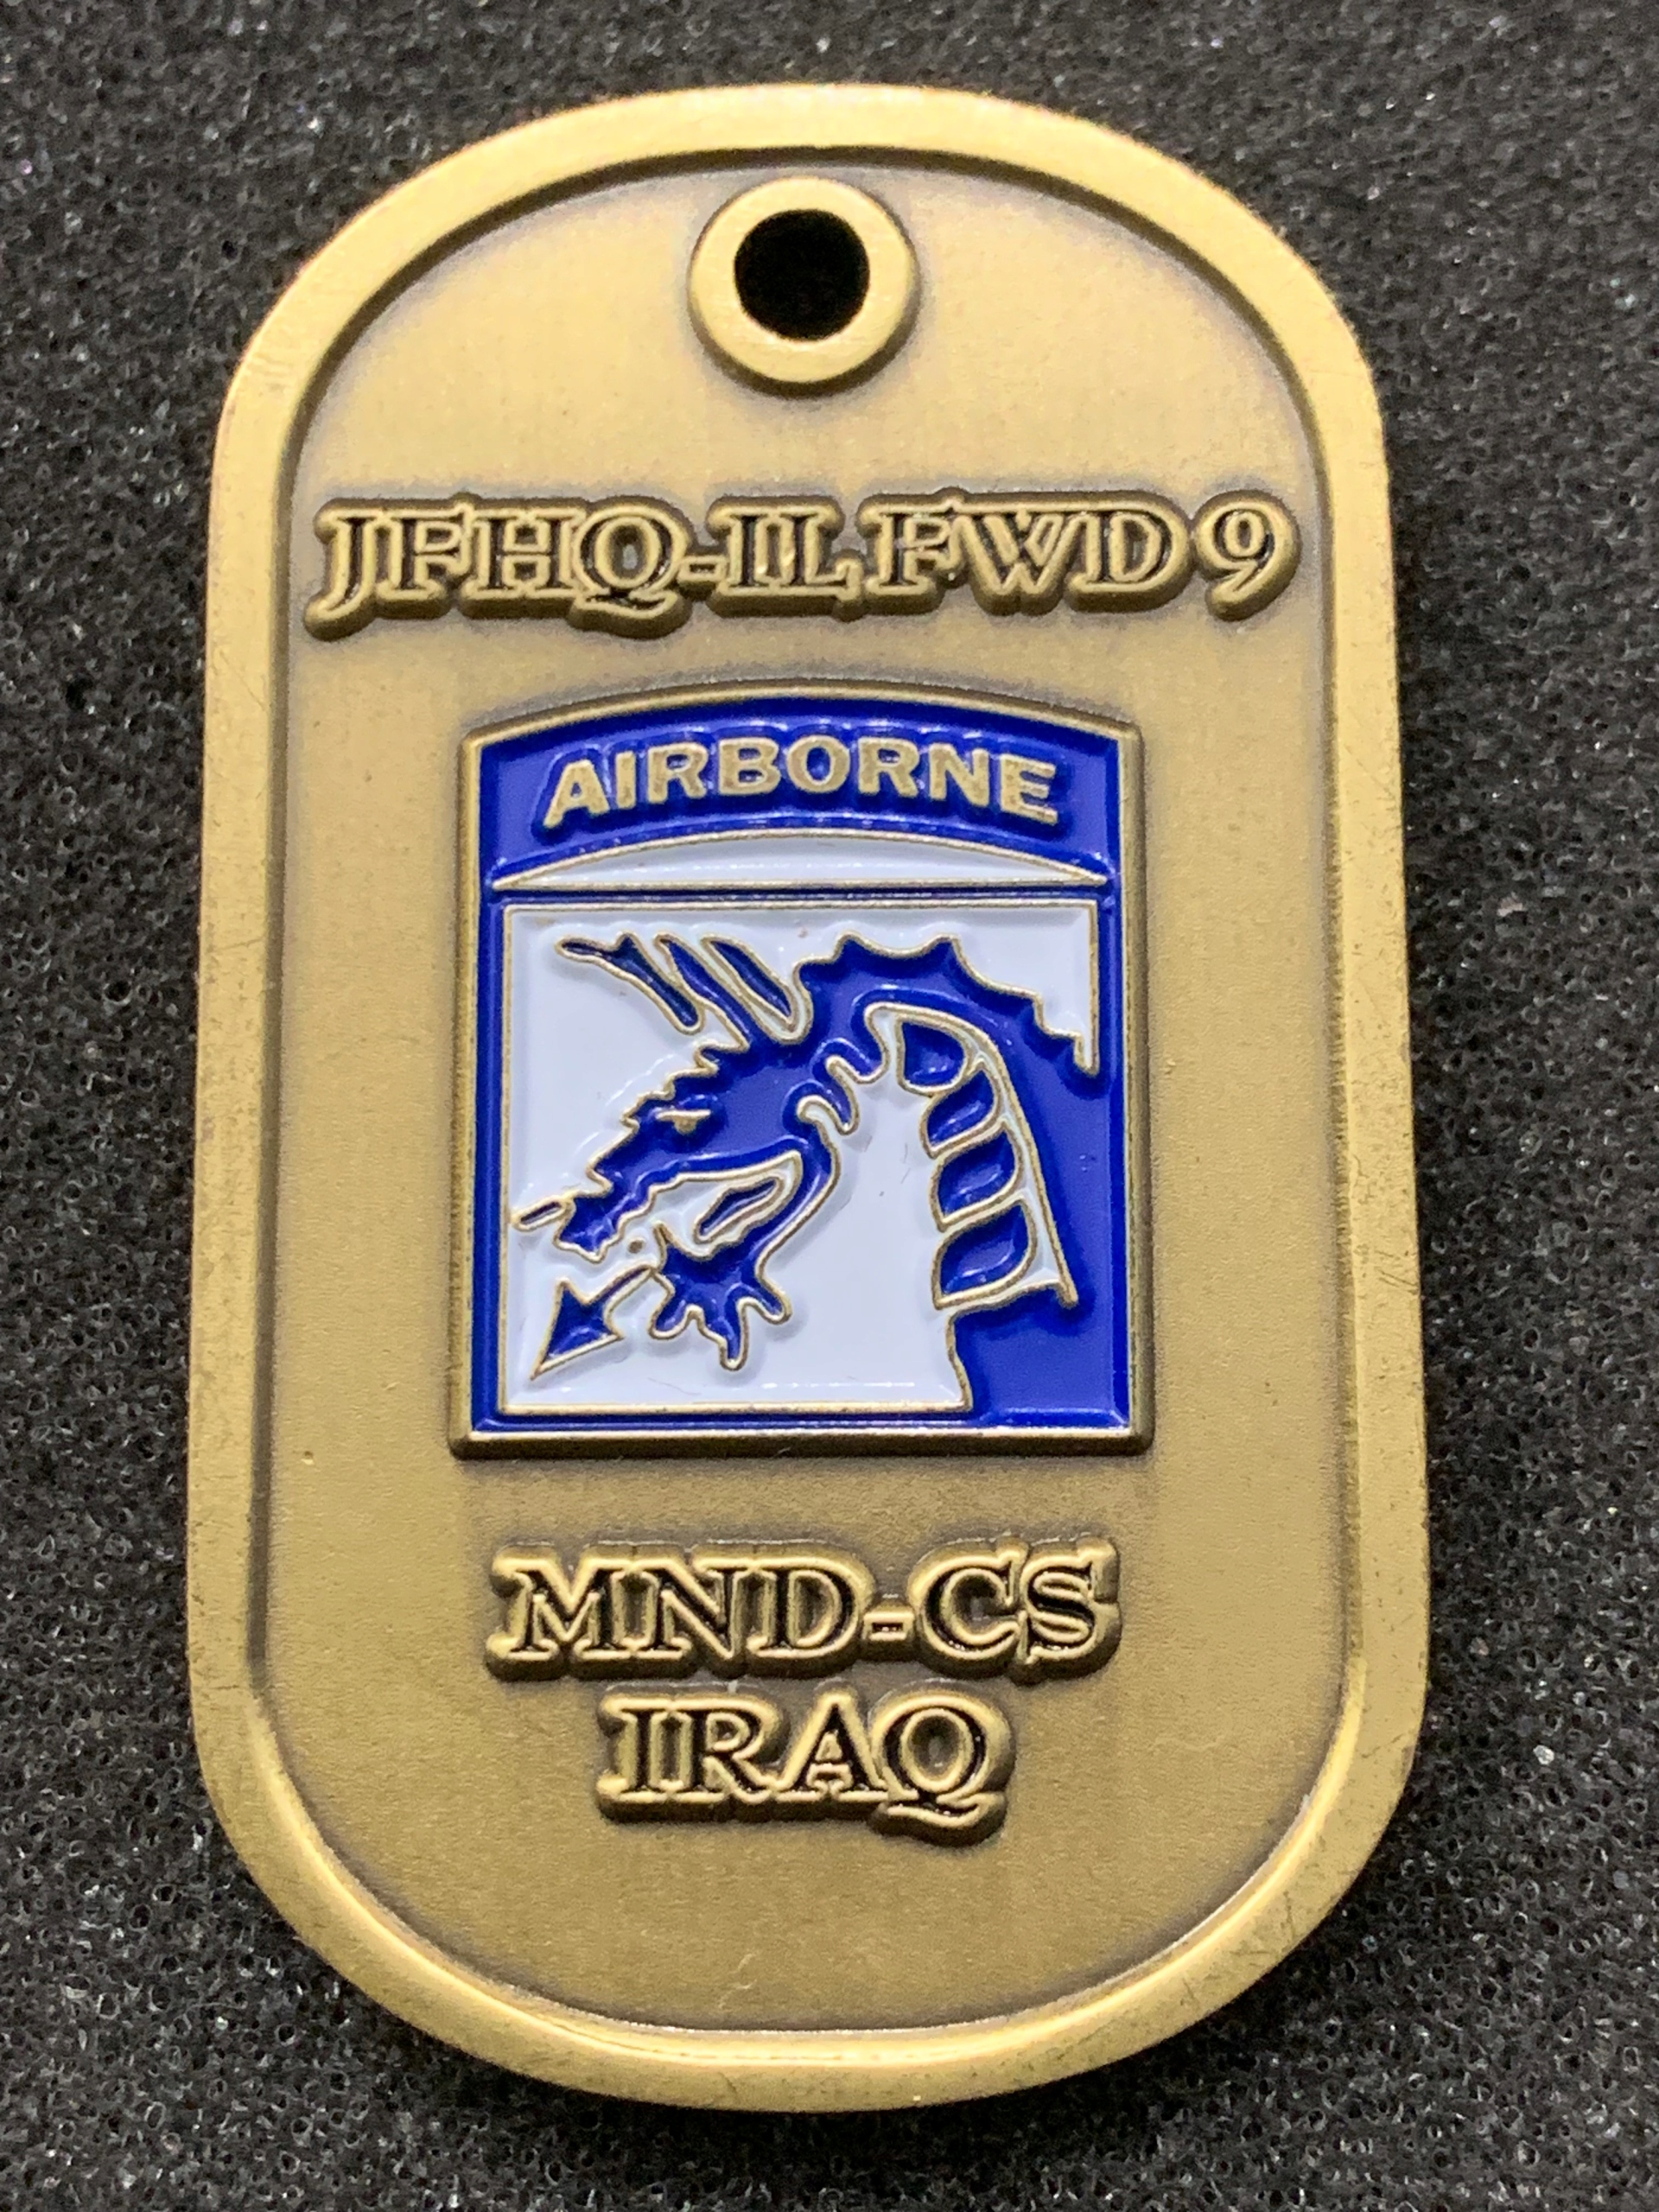 JFHQ-IL FWD 9
AIRBORNE
MND-CS
IRAQ